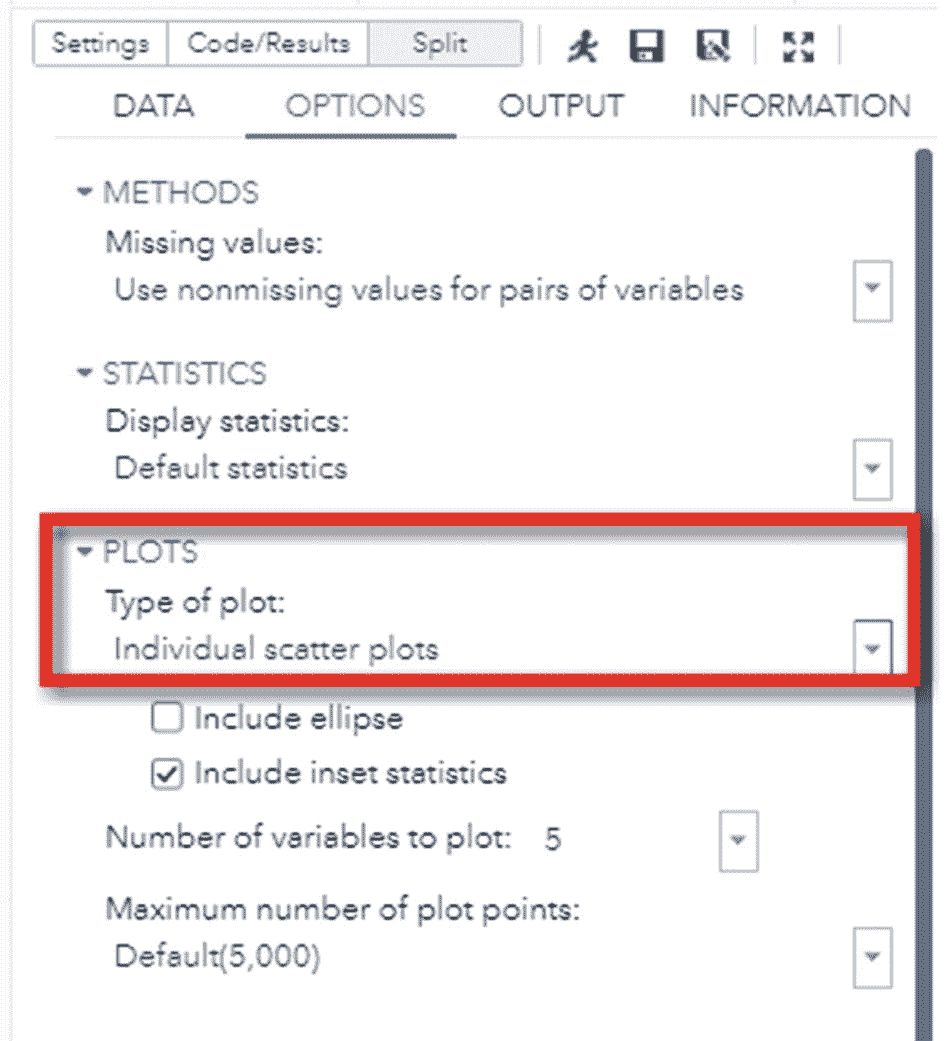 Settings Code/Results Split
DATA OPTIONS OUTPUT INFORMATION
METHODS
Missing values:
Use nonmissing values for pairs of variables
STATISTICS
Display statistics:
Default statistics
PLOTS
Type of plot:
Individual scatter plots
Include ellipse
Include inset statistics
Number of variables to plot: 5
Maximum number of plot points:
Default(5,000)